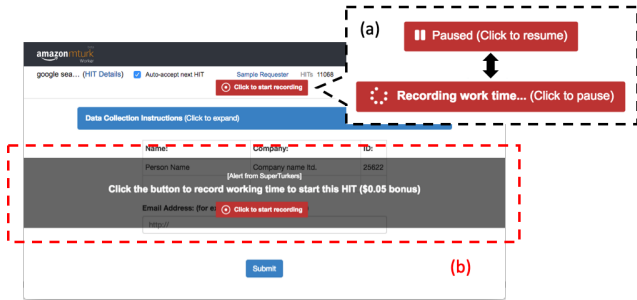 (a)
Paused (Click to resume)
Recording work time... (Click to pause)
amazonmturk
Worker
google sea... (HIT Details) Auto-accept next HIT Sample Requester HITs 11068
Click to start recording
Data Collection Instructions (Click to expand)
Name: Company: ID:
Person Name Company name ltd. 25622
[Alert from SuperTurkers]
Click the button to record working time to start this HIT ($0.05 bonus)
Email Address: (for
Click to start recording
http://
Submit
(b)